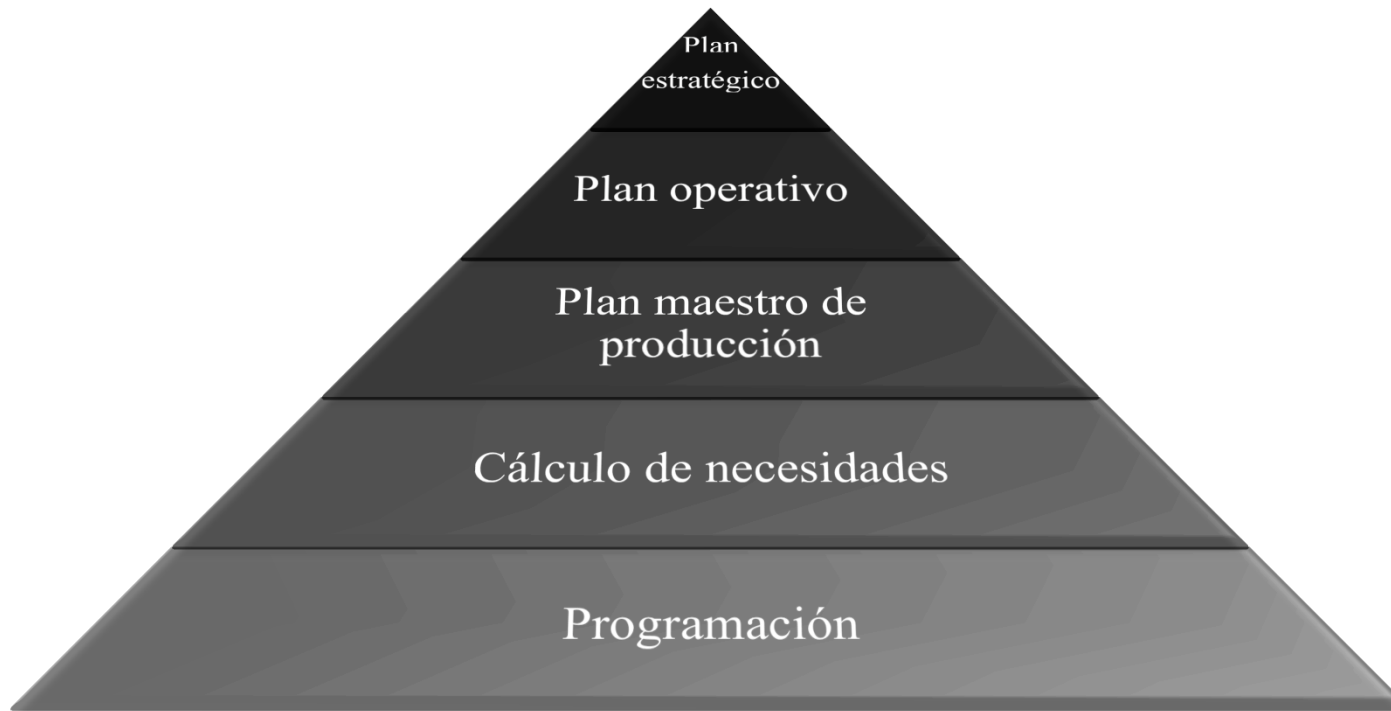 Plan
estratégico
Plan operativo
Plan maestro de
producción
Cálculo de necesidades
Programación